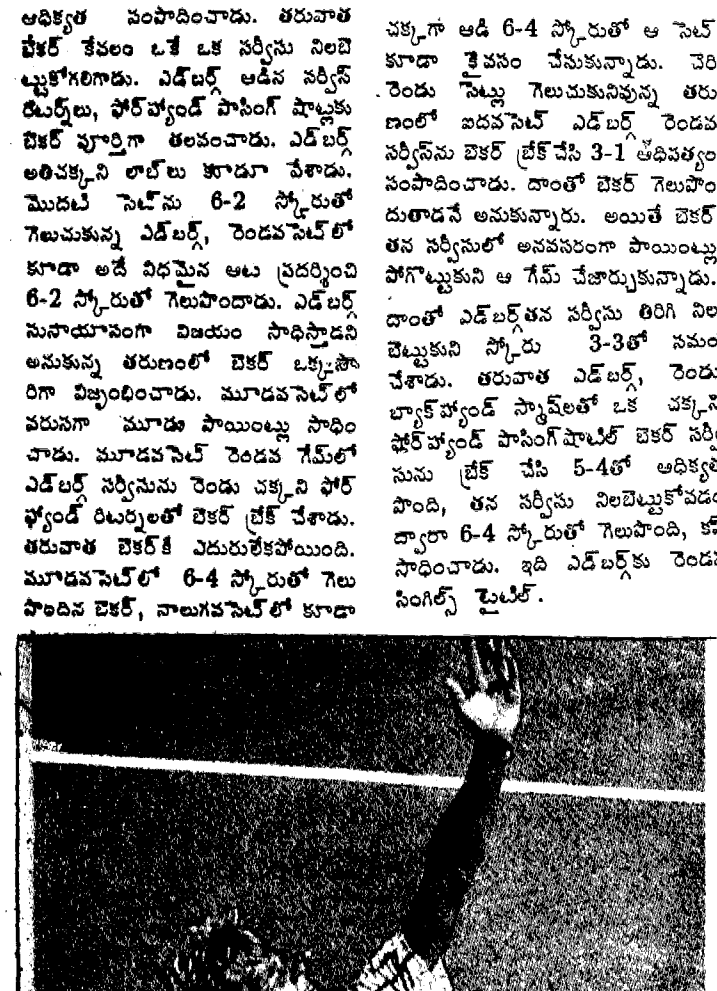 ఆధిక్యత సంపాదించాడు. తరువాత
బేకర్ కేవలం ఒకే ఒక సర్వీసు నిలబె
ట్టుకోగలిగాడు. ఎడ్‌బర్గ్ ఆడిన సర్వీస్
రిటర్న్‌లు, ఫోర్‌హ్యాండ్ పాసింగ్ షాట్లకు
బెకర్ పూర్తిగా తలవంచాడు. ఎడ్‌బర్గ్
అతిచక్కని లాబ్‌లు కూడూ వేశాడు.
మొదటి సెట్‌ను 6-2 స్కోరుతో
గెలుచుకున్న ఎడ్‌బర్గ్, రెండవసెట్‌లో
కూడా అదే విధమైన ఆట ప్రదర్శించి
6-2 స్కోరుతో గెలుపొందాడు. ఎడ్‌బర్గ్
సునాయాసంగా విజయం సాధిస్తాడని
అనుకున్న తరుణంలో బెకర్ ఒక్కసా
రిగా విజృంభించాడు. మూడవసెట్‌లో
వరుసగా మూడు పాయింట్లు సాధిం
చాడు. మూడవసెట్ రెండవ గేమ్‌లో
ఎడ్‌బర్గ్ సర్వీసును రెండు చక్కని ఫోర్
హ్యాండ్ రిటర్నలతో బెకర్ బ్రేక్ చేశాడు.
తరువాత బెకర్‌కి ఎదురులేకపోయింది.
మూడవసెట్‌లో 6-4 స్కోరుతో గెలు
పొందిన బెకర్, నాలుగవసెట్‌లో కూడా
చక్కగా ఆడి 6-4 స్కోరుతో ఆ సెట్
కూడా కైవసం చేసుకున్నాడు. చెరి
రెండు సెట్లు గెలుచుకునివున్న తరు
ణంలో ఐదవసెట్ ఎడ్‌బర్గ్ రెండవ
సర్వీస్‌ను బెకర్ బ్రేక్‌చేసి 3-1 ఆధిపత్యం
సంపాదించాడు. దాంతో బెకర్ గెలుపొం
దుతాడనే అనుకున్నారు. అయితే బెకర్
తన సర్వీసులో అనవసరంగా పాయింట్లు
పోగొట్టుకుని ఆ గేమ్ చేజార్చుకున్నాడు.
దాంతో ఎడ్‌బర్గ్‌తన సర్వీసు తిరిగి నిల
బెట్టుకుని స్కోరు 3-3తో సమం
చేశాడు. తరువాత ఎడ్‌బర్గ్, రెండు
బ్యాక్‌హ్యాండ్ స్మాష్‌లతో ఒక చక్కని
ఫోర్‌హ్యాండ్ పాసింగ్‌షాట్‌ల్ బెకర్ సర్వీ
సును బ్రేక్ చేసి 5-4తో ఆధిక్యత
పొంది, తన సర్వీసు నిలబెట్టుకోవడం
ద్వారా 6-4 స్కోరుతో గెలుపొంది, కప్
సాధించాడు. ఇది ఎడ్‌బర్గ్‌కు రెండవ
సింగిల్స్ టైటిల్.